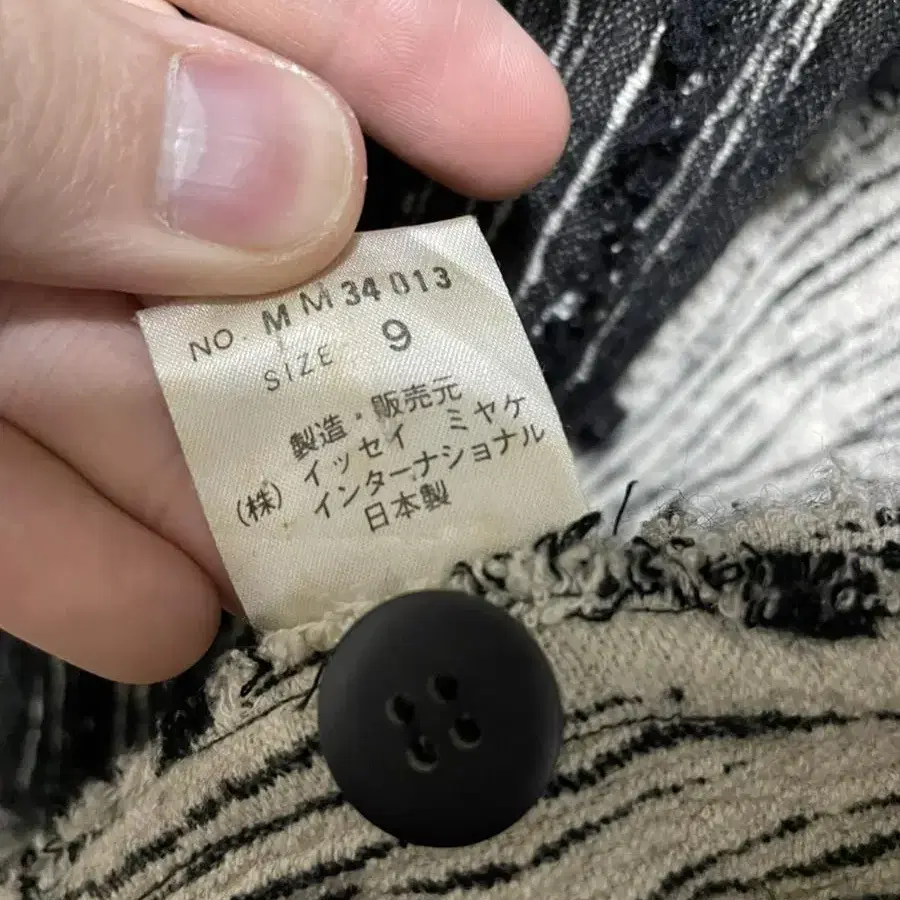 NO. MM34013
SIZE 9
製造・販売元
イッセイ ミヤケ
(株) インターナショナル
日本製